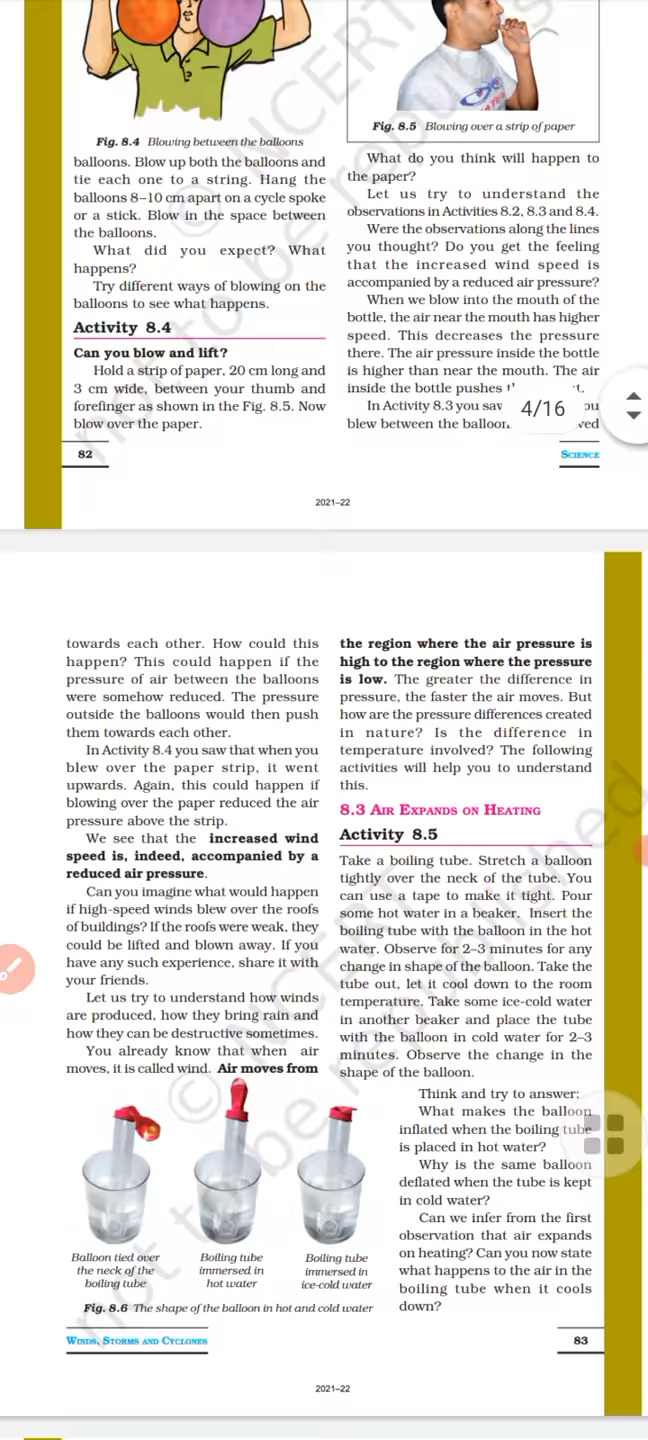 Fig. 8.4 Blowing between the balloons
balloons. Blow up both the balloons and
tie each one to a string. Hang the
balloons 8–10 cm apart on a cycle spoke
or a stick. Blow in the space between
the balloons.
What did you expect? What
happens?
Try different ways of blowing on the
balloons to see what happens.
Activity 8.4
Can you blow and lift?
Hold a strip of paper, 20 cm long and
3 cm wide, between your thumb and
forefinger as shown in the Fig. 8.5. Now
blow over the paper.
82
Fig. 8.5 Blowing over a strip of paper
What do you think will happen to
the paper?
Let us try to understand the
observations in Activities 8.2, 8.3 and 8.4.
Were the observations along the lines
you thought? Do you get the feeling
that the increased wind speed is
accompanied by a reduced air pressure?
When we blow into the mouth of the
bottle, the air near the mouth has higher
speed. This decreases the pressure
there. The air pressure inside the bottle
is higher than near the mouth. The air
inside the bottle pushes
In Activity 8.3 you saw
blew between the
4/16
SCIENCE
2021–22
© NCERT
not to be republished
towards each other. How could this
happen? This could happen if the
pressure of air between the balloons
were somehow reduced. The pressure
outside the balloons would then push
them towards each other.
In Activity 8.4 you saw that when you
blew over the paper strip, it went
upwards. Again, this could happen if
blowing over the paper reduced the air
pressure above the strip.
We see that the increased wind
speed is, indeed, accompanied by a
reduced air pressure.
Can you imagine what would happen
if high-speed winds blew over the roofs
of buildings? If the roofs were weak, they
could be lifted and blown away. If you
have any such experience, share it with
your friends.
Let us try to understand how winds
are produced, how they bring rain and
how they can be destructive sometimes.
You already know that when air
moves, it is called wind. Air moves from
the region where the air pressure is
high to the region where the pressure
is low. The greater the difference in
pressure, the faster the air moves. But
how are the pressure differences created
in nature? Is the difference in
temperature involved? The following
activities will help you to understand
this.
8.3 AIR EXPANDS ON HEATING
Activity 8.5
Take a boiling tube. Stretch a balloon
tightly over the neck of the tube. You
can use a tape to make it tight. Pour
some hot water in a beaker. Insert the
boiling tube with the balloon in the hot
water. Observe for 2–3 minutes for any
change in shape of the balloon. Take the
tube out, let it cool down to the room
temperature. Take some ice-cold water
in another beaker and place the tube
with the balloon in cold water for 2–3
minutes. Observe the change in the
shape of the balloon.
Think and try to answer:
What makes the balloon
inflated when the boiling tube
is placed in hot water?
Why is the same balloon
deflated when the tube is kept
in cold water?
Can we infer from the first
observation that air expands
on heating? Can you now state
what happens to the air in the
boiling tube when it cools
down?
Balloon tied over
the neck of the
boiling tube
Boiling tube
immersed in
hot water
Boiling tube
immersed in
ice-cold water
Fig. 8.6 The shape of the balloon in hot and cold water
WINDS, STORMS AND CYCLONES
83
2021–22
© NCERT
not to be republished